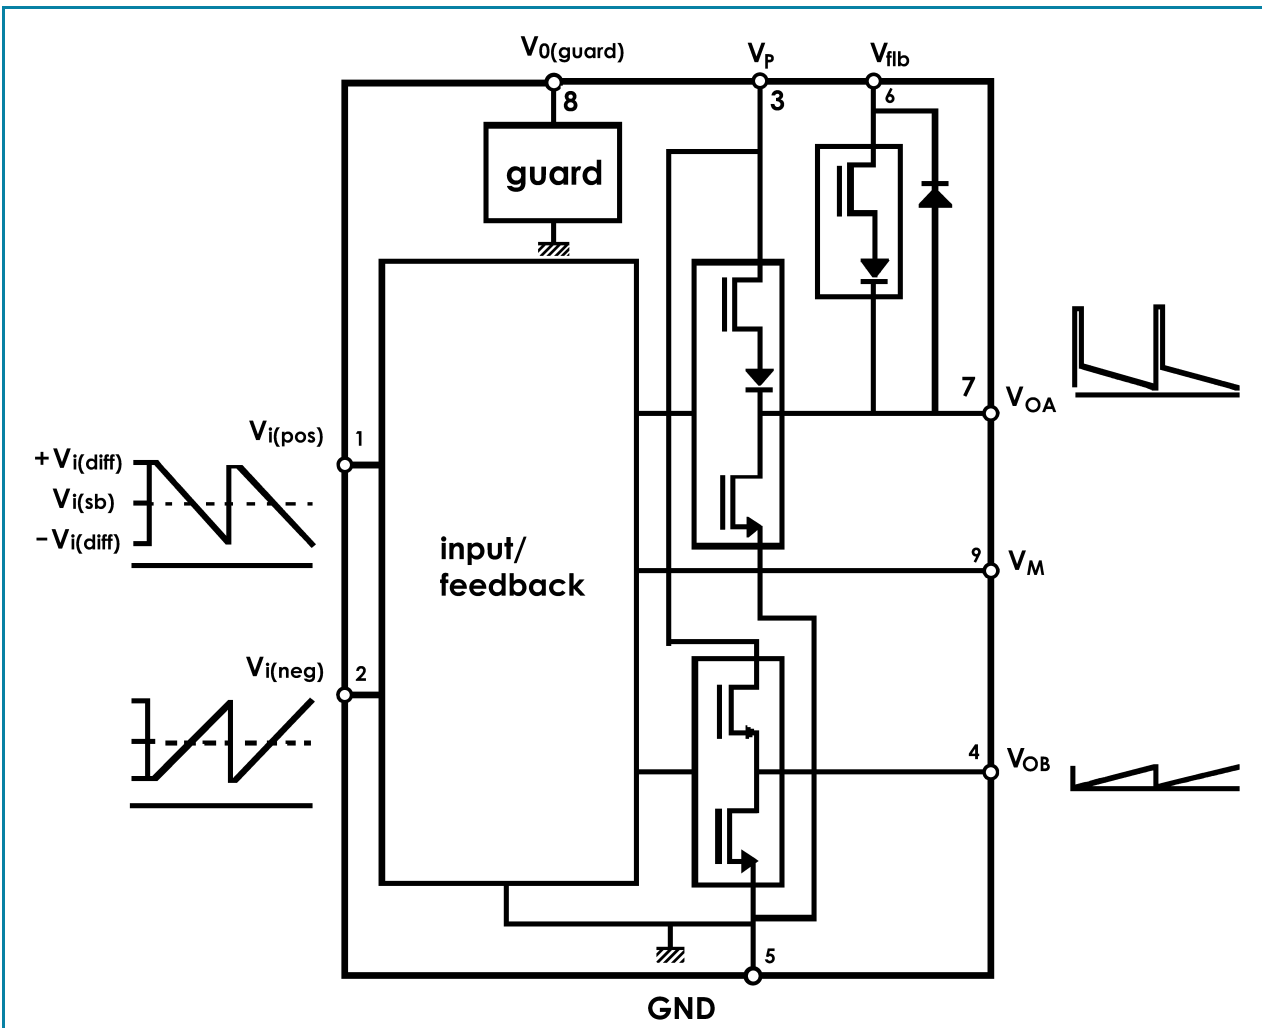 V0(guard)
VP
Vflb
8
3
6
guard
7
VOA
Vi(pos)
1
+Vi(diff)
Vi(sb)
-Vi(diff)
input/
feedback
9
VM
Vi(neg)
2
4
VOB
5
GND